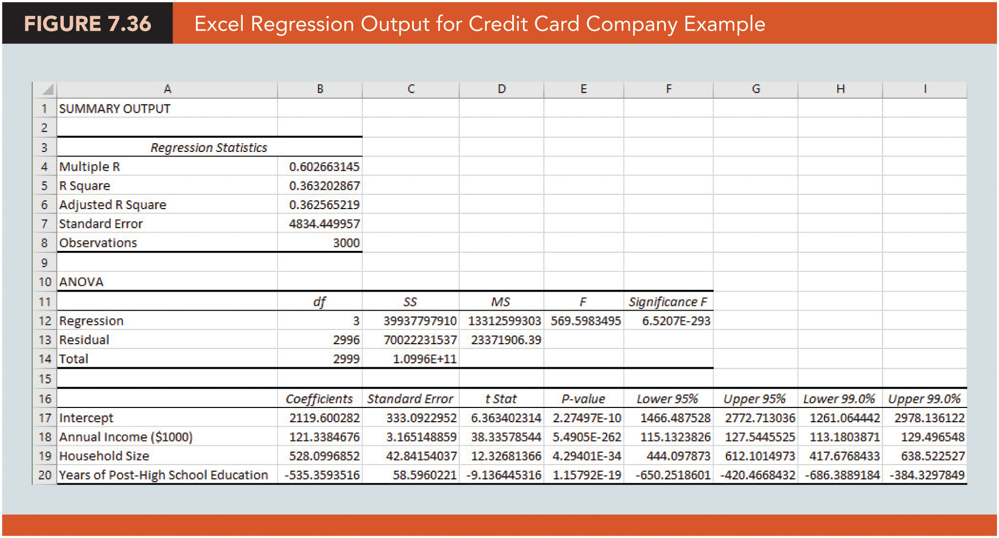 FIGURE 7.36 Excel Regression Output for Credit Card Company Example
A B C D E F G H I
1 SUMMARY OUTPUT
2
3 Regression Statistics
4 Multiple R 0.602663145
5 R Square 0.363202867
6 Adjusted R Square 0.362565219
7 Standard Error 4834.449957
8 Observations 3000
9
10 ANOVA
11 df SS MS F Significance F
12 Regression 3 39937797910 13312599303 569.5983495 6.5207E-293
13 Residual 2996 70022231537 23371906.39
14 Total 2999 1.0996E+11
15
16 Coefficients Standard Error t Stat P-value Lower 95% Upper 95% Lower 99.0% Upper 99.0%
17 Intercept 2119.600282 333.0922952 6.363402314 2.27497E-10 1466.487528 2772.713036 1261.064442 2978.136122
18 Annual Income ($1000) 121.3384676 3.165148859 38.33578544 5.4905E-262 115.1323826 127.5445525 113.1803871 129.496548
19 Household Size 528.0996852 42.84154037 12.32681366 4.29401E-34 444.097873 612.1014973 417.6768433 638.522527
20 Years of Post-High School Education -535.3593516 58.5960221 -9.136445316 1.15792E-19 -650.2518601 -420.4668432 -686.3889184 -384.3297849